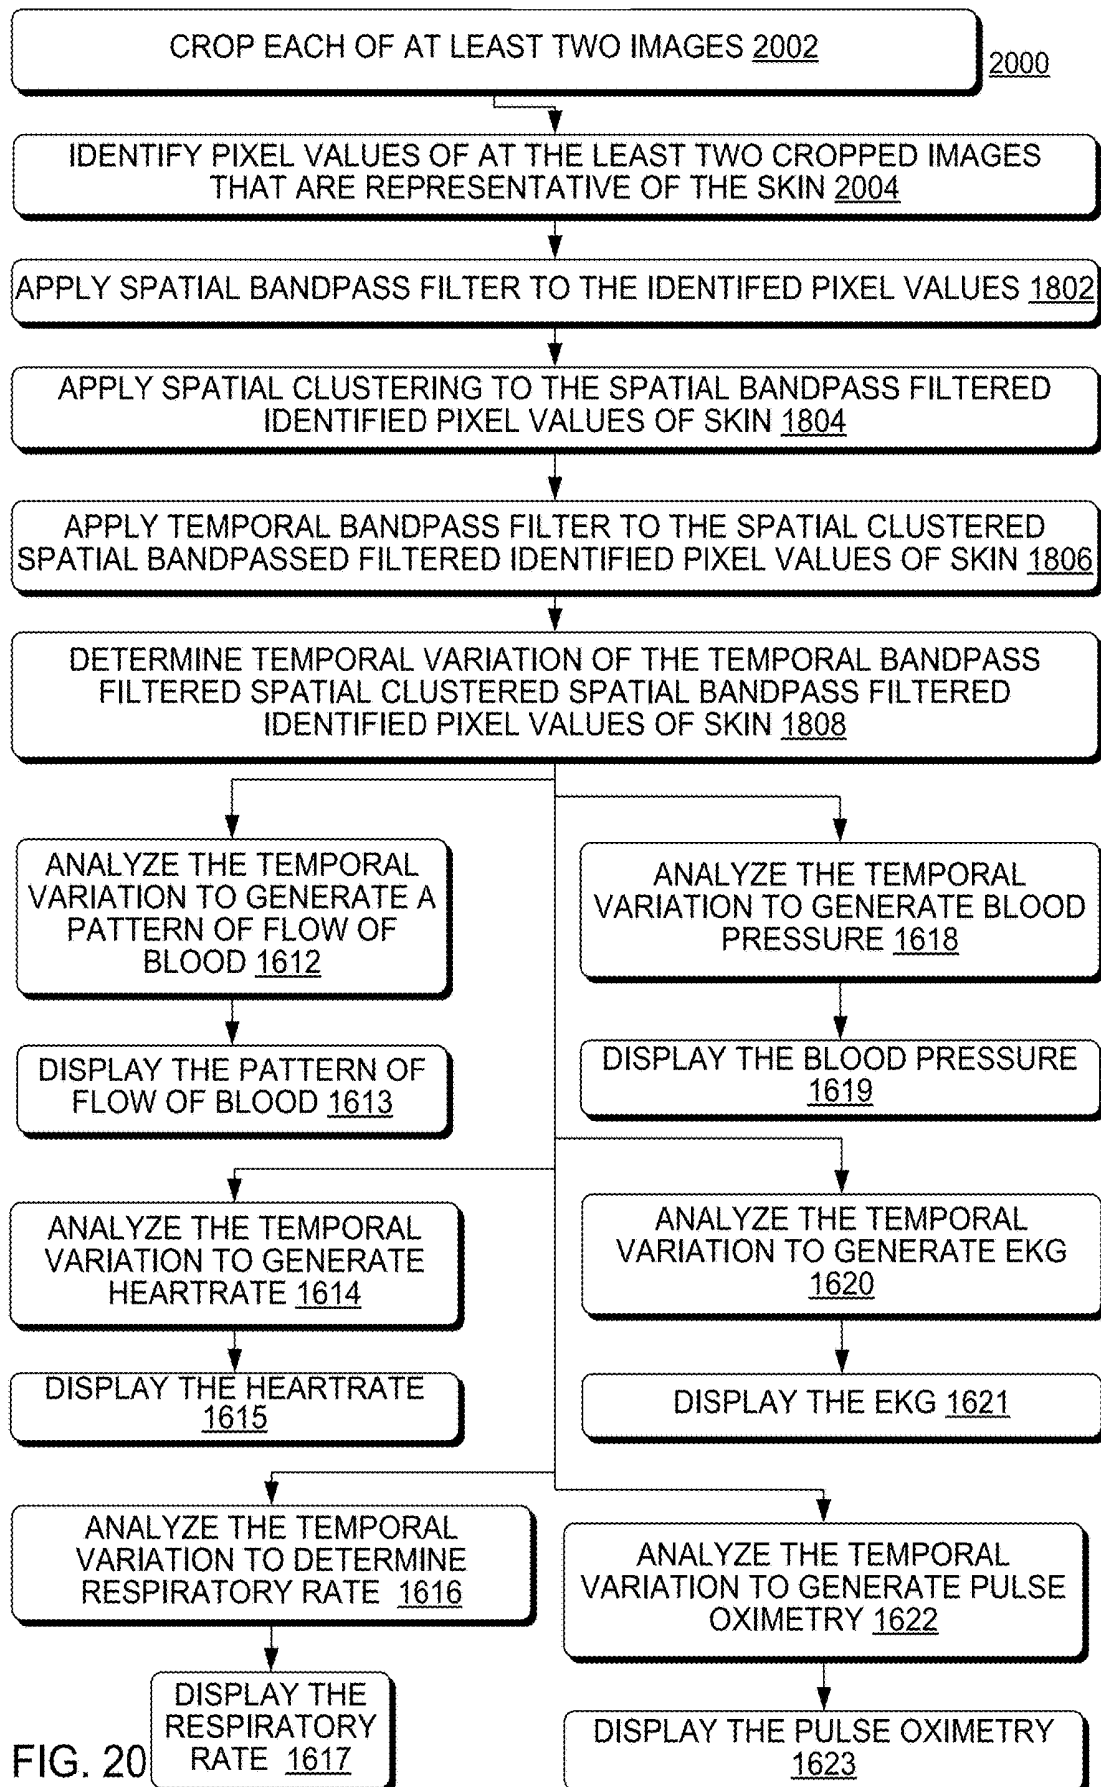 CROP EACH OF AT LEAST TWO IMAGES 2002
2000
IDENTIFY PIXEL VALUES OF AT THE LEAST TWO CROPPED IMAGES
THAT ARE REPRESENTATIVE OF THE SKIN 2004
APPLY SPATIAL BANDPASS FILTER TO THE IDENTIFED PIXEL VALUES 1802
APPLY SPATIAL CLUSTERING TO THE SPATIAL BANDPASS FILTERED
IDENTIFIED PIXEL VALUES OF SKIN 1804
APPLY TEMPORAL BANDPASS FILTER TO THE SPATIAL CLUSTERED
SPATIAL BANDPASSED FILTERED IDENTIFIED PIXEL VALUES OF SKIN 1806
DETERMINE TEMPORAL VARIATION OF THE TEMPORAL BANDPASS
FILTERED SPATIAL CLUSTERED SPATIAL BANDPASS FILTERED
IDENTIFIED PIXEL VALUES OF SKIN 1808
ANALYZE THE TEMPORAL
VARIATION TO GENERATE A
PATTERN OF FLOW OF
BLOOD 1612
ANALYZE THE TEMPORAL
VARIATION TO GENERATE BLOOD
PRESSURE 1618
DISPLAY THE PATTERN OF
FLOW OF BLOOD 1613
DISPLAY THE BLOOD PRESSURE
1619
ANALYZE THE TEMPORAL
VARIATION TO GENERATE
HEARTRATE 1614
ANALYZE THE TEMPORAL
VARIATION TO GENERATE EKG
1620
DISPLAY THE HEARTRATE
1615
DISPLAY THE EKG 1621
ANALYZE THE TEMPORAL
VARIATION TO DETERMINE
RESPIRATORY RATE 1616
ANALYZE THE TEMPORAL
VARIATION TO GENERATE PULSE
OXIMETRY 1622
DISPLAY THE
RESPIRATORY
RATE 1617
DISPLAY THE PULSE OXIMETRY
1623
FIG. 20